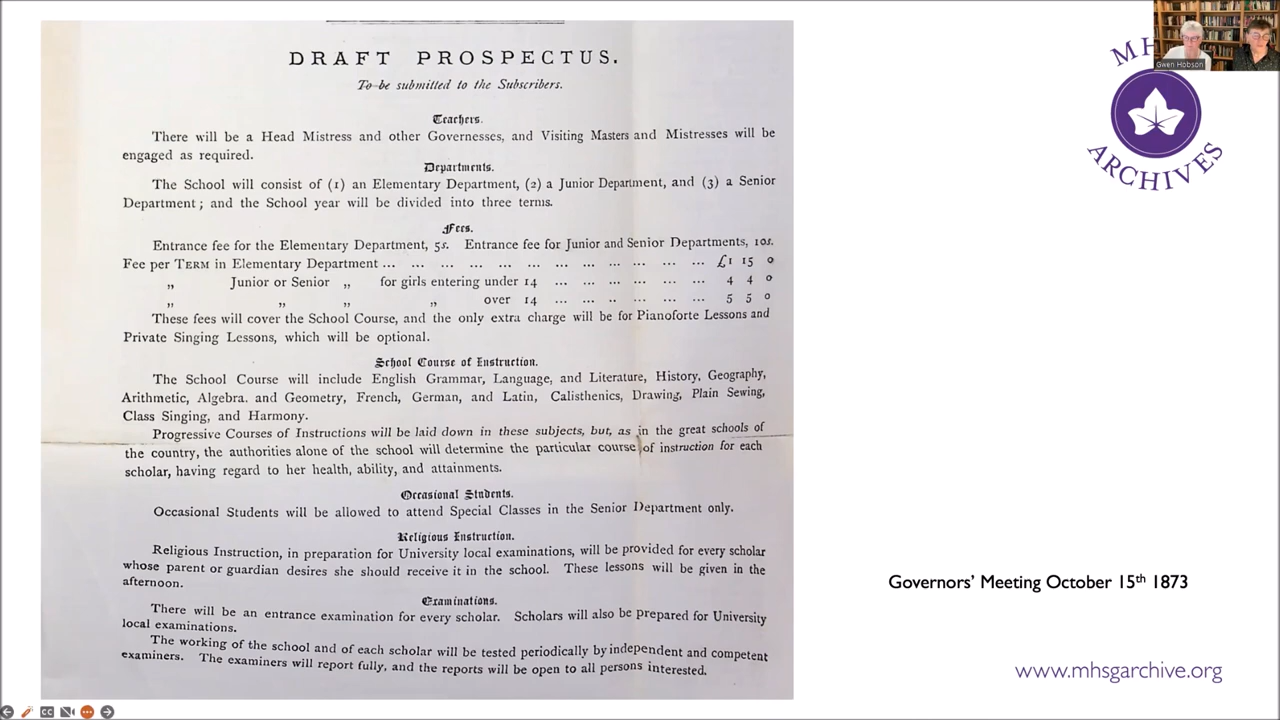 DRAFT PROSPECTUS.
To be submitted to the Subscribers.
Teachers.
There will be a Head Mistress and other Governesses, and Visiting Masters and Mistresses will be
engaged as required.
Departments.
The School will consist of (1) an Elementary Department, (2) a Junior Department, and (3) a Senior
Department; and the School year will be divided into three terms.
Fees.
Entrance fee for the Elementary Department, 5s. Entrance fee for Junior and Senior Departments, 10s.
Fee per TERM in Elementary Department ... ... ... ... ... ... ... ... ... ... ... ... £1 15 0
„ Junior or Senior „ for girls entering under 14 ... ... ... ... ... ... 4 4 0
„ „ „ „ over 14 ... ... .. ... ... ... 5 5 0
These fees will cover the School Course, and the only extra charge will be for Pianoforte Lessons and
Private Singing Lessons, which will be optional.
School Course of Instruction.
The School Course will include English Grammar, Language, and Literature, History, Geography,
Arithmetic, Algebra. and Geometry, French, German, and Latin, Calisthenics, Drawing, Plain Sewing,
Class Singing, and Harmony.
Progressive Courses of Instructions will be laid down in these subjects, but, as in the great schools of
the country, the authorities alone of the school will determine the particular course of instruction for each
scholar, having regard to her health, ability, and attainments.
Occasional Students.
Occasional Students will be allowed to attend Special Classes in the Senior Department only.
Religious Instruction.
Religious Instruction, in preparation for University local examinations, will be provided for every scholar
whose parent or guardian desires she should receive it in the school. These lessons will be given in the
afternoon.
Examinations.
There will be an entrance examination for every scholar. Scholars will also be prepared for University
local examinations.
The working of the school and of each scholar will be tested periodically by independent and competent
examiners. The examiners will report fully, and the reports will be open to all persons interested.
Gwen Hobson
ARCHIVES
Governors' Meeting October 15th 1873
www.mhsgarchive.org
CC